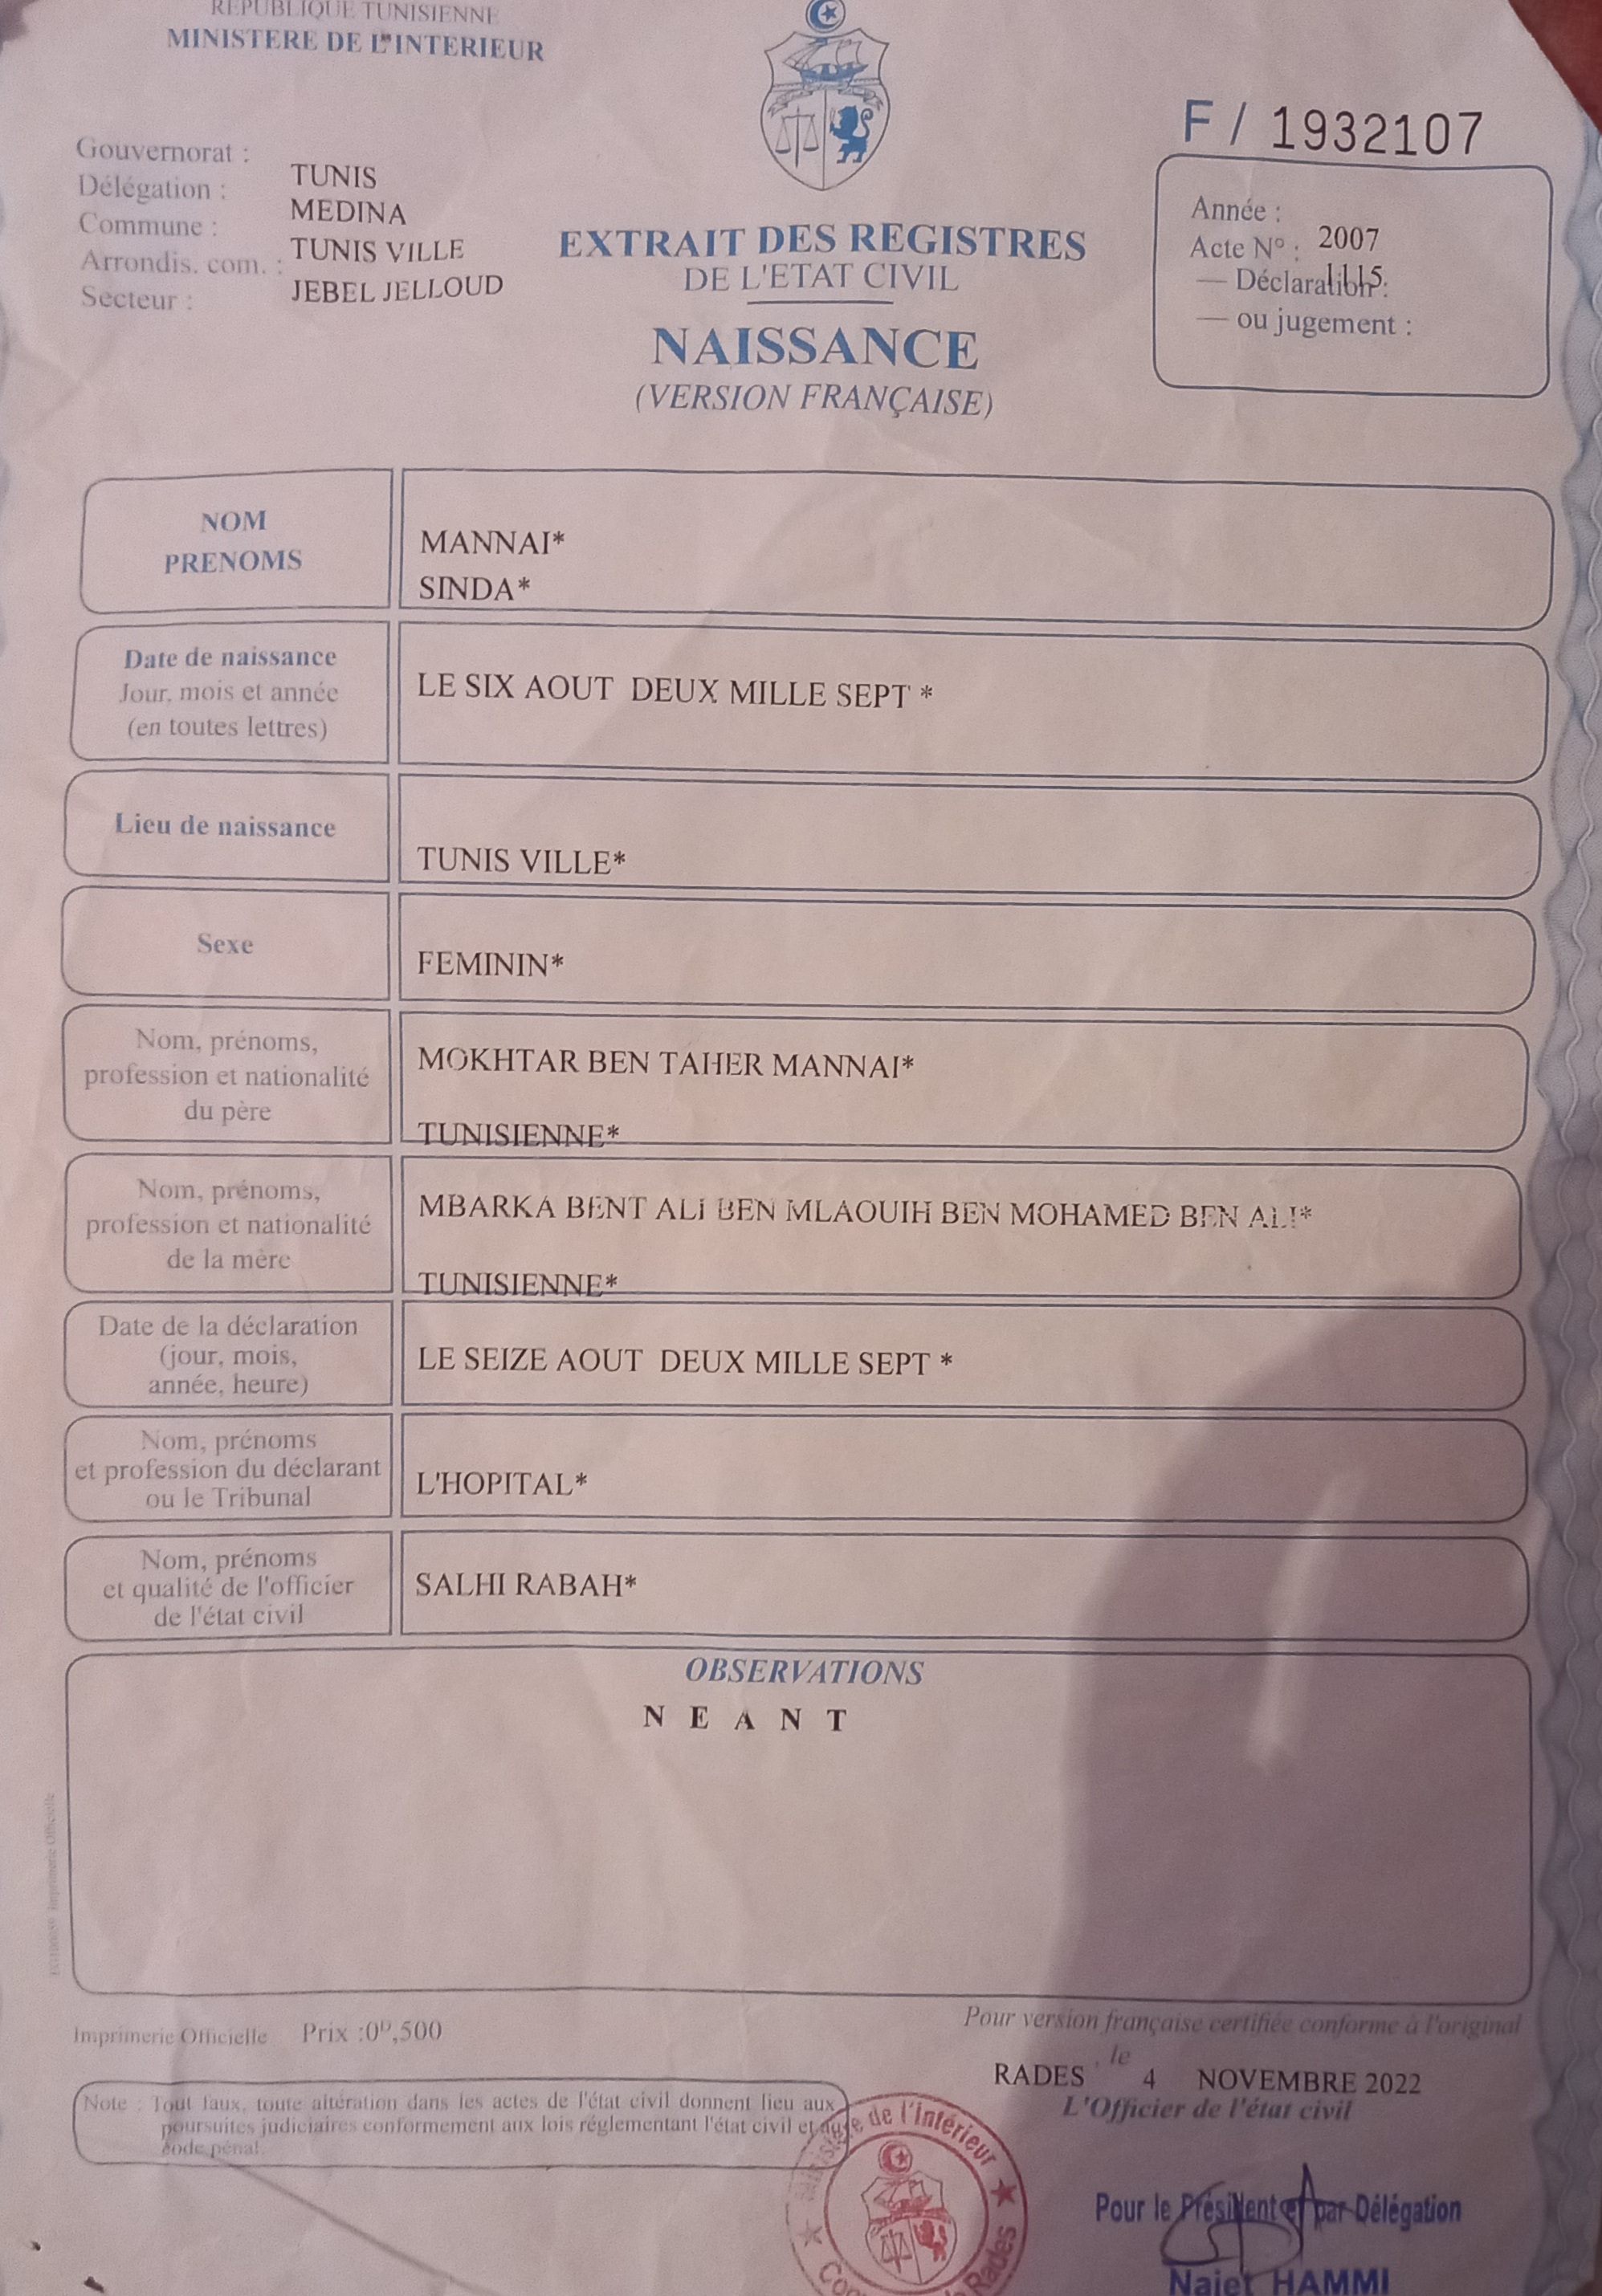 REPUBLIQUE TUNISIENNE
MINISTERE DE L'INTERIEUR
Gouvernorat : TUNIS
Délégation : MEDINA
Commune : TUNIS VILLE
Arrondis. com. : JEBEL JELLOUD
Secteur :
F / 1932107
Année : 2007
Acte N° : 1115
— Déclaration :
— ou jugement :
EXTRAIT DES REGISTRES
DE L'ETAT CIVIL
NAISSANCE
(VERSION FRANÇAISE)
NOM MANNAI*
PRENOMS SINDA*
Date de naissance
Jour, mois et année
(en toutes lettres)
LE SIX AOUT DEUX MILLE SEPT *
Lieu de naissance
TUNIS VILLE*
Sexe
FEMININ*
Nom, prénoms,
profession et nationalité
du père
MOKHTAR BEN TAHER MANNAI*
TUNISIENNE*
Nom, prénoms,
profession et nationalité
de la mère
MBARKA BENT ALI BEN MLAOUIH BEN MOHAMED BEN ALI*
TUNISIENNE*
Date de la déclaration
(jour, mois,
année, heure)
LE SEIZE AOUT DEUX MILLE SEPT *
Nom, prénoms
et profession du déclarant
ou le Tribunal
L'HOPITAL*
Nom, prénoms
et qualité de l'officier
de l'état civil
SALHI RABAH*
OBSERVATIONS
N E A N T
Imprimerie Officielle Prix :0ᴰ,500
Pour version française certifiée conforme à l'original
RADES , le 4 NOVEMBRE 2022
L'Officier de l'état civil
Note : Tout faux, toute altération dans les actes de l'état civil donnent lieu aux
poursuites judiciaires conformement aux lois réglementant l'état civil et au
code pénal.
Ministère de l'Intérieur
Rades
Pour le Président et par Délégation
Najet HAMMI